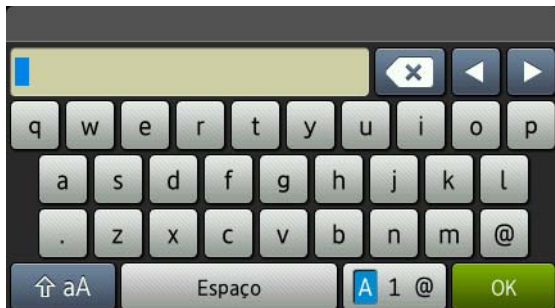 q w e r t y u i o p
a s d f g h j k l
. z x c v b n m @
aA Espaço A 1 @ OK